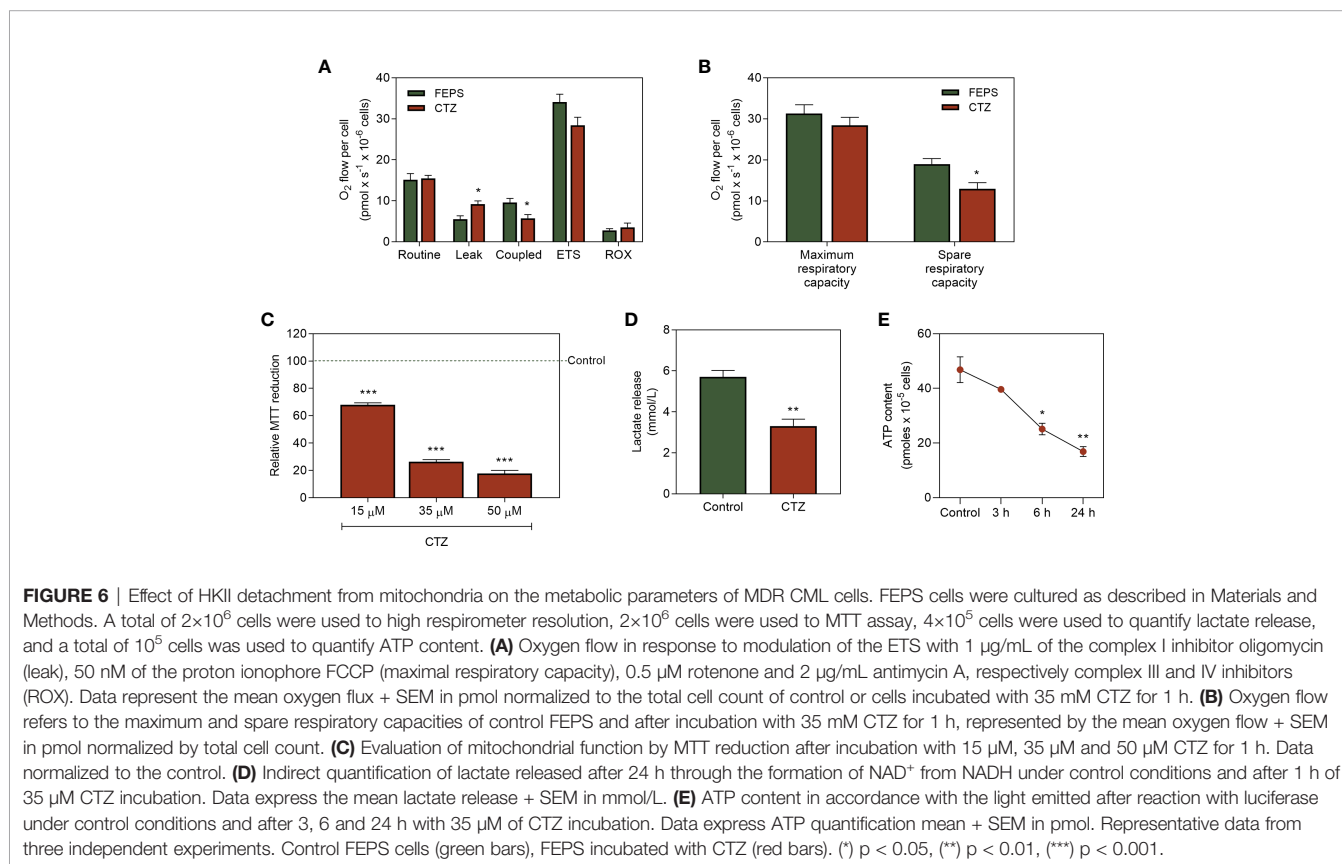 A
B
40
30
20
10
0
O2 flow per cell
(pmol x s-1 x 10-6 cells)
FEPS
CTZ
*
*
Routine Leak Coupled ETS ROX
40
30
20
10
0
O2 flow per cell
(pmol x s-1 x 10-6 cells)
FEPS
CTZ
*
Maximum
respiratory
capacity
Spare
respiratory
capacity
C
D
E
120
100
80
60
40
20
0
Relative MTT reduction
Control
***
***
***
15 μM 35 μM 50 μM
CTZ
8
6
4
2
0
Lactate release
(mmol/L)
**
Control CTZ
60
40
20
0
ATP content
(pmoles x 10-5 cells)
*
**
Control 3 h 6 h 24 h
FIGURE 6 | Effect of HKII detachment from mitochondria on the metabolic parameters of MDR CML cells. FEPS cells were cultured as described in Materials and
Methods. A total of 2×10⁶ cells were used to high respirometer resolution, 2×10⁶ cells were used to MTT assay, 4×10⁵ cells were used to quantify lactate release,
and a total of 10⁵ cells was used to quantify ATP content. (A) Oxygen flow in response to modulation of the ETS with 1 µg/mL of the complex I inhibitor oligomycin
(leak), 50 nM of the proton ionophore FCCP (maximal respiratory capacity), 0.5 µM rotenone and 2 µg/mL antimycin A, respectively complex III and IV inhibitors
(ROX). Data represent the mean oxygen flux + SEM in pmol normalized to the total cell count of control or cells incubated with 35 mM CTZ for 1 h. (B) Oxygen flow
refers to the maximum and spare respiratory capacities of control FEPS and after incubation with 35 mM CTZ for 1 h, represented by the mean oxygen flow + SEM
in pmol normalized by total cell count. (C) Evaluation of mitochondrial function by MTT reduction after incubation with 15 µM, 35 µM and 50 µM CTZ for 1 h. Data
normalized to the control. (D) Indirect quantification of lactate released after 24 h through the formation of NAD⁺ from NADH under control conditions and after 1 h of
35 µM CTZ incubation. Data express the mean lactate release + SEM in mmol/L. (E) ATP content in accordance with the light emitted after reaction with luciferase
under control conditions and after 3, 6 and 24 h with 35 µM of CTZ incubation. Data express ATP quantification mean + SEM in pmol. Representative data from
three independent experiments. Control FEPS cells (green bars), FEPS incubated with CTZ (red bars). (*) p < 0.05, (**) p < 0.01, (***) p < 0.001.